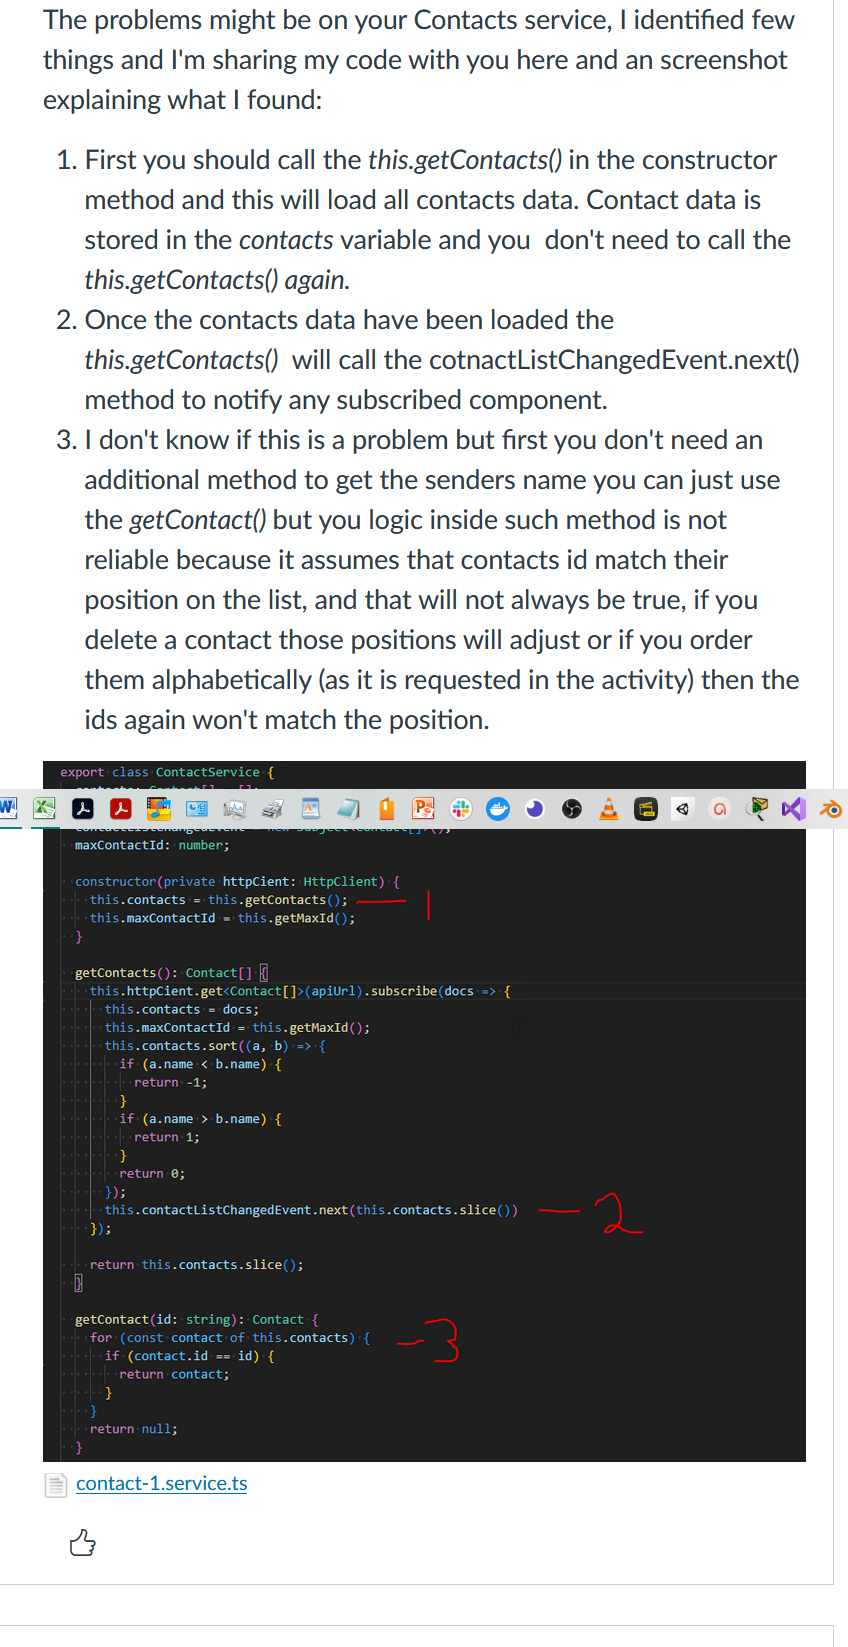 The problems might be on your Contacts service, I identified few
things and I'm sharing my code with you here and an screenshot
explaining what I found:
1. First you should call the this.getContacts() in the constructor
method and this will load all contacts data. Contact data is
stored in the contacts variable and you  don't need to call the
this.getContacts() again.
2. Once the contacts data have been loaded the
this.getContacts()  will call the cotnactListChangedEvent.next()
method to notify any subscribed component.
3. I don't know if this is a problem but first you don't need an
additional method to get the senders name you can just use
the getContact() but you logic inside such method is not
reliable because it assumes that contacts id match their
position on the list, and that will not always be true, if you
delete a contact those positions will adjust or if you order
them alphabetically (as it is requested in the activity) then the
ids again won't match the position.
export class ContactService {
maxContactId: number;
constructor(private httpCient: HttpClient) {
this.contacts = this.getContacts(); — 1
this.maxContactId = this.getMaxId();
}
getContacts(): Contact[] {
this.httpCient.get<Contact[]>(apiUrl).subscribe(docs => {
this.contacts = docs;
this.maxContactId = this.getMaxId();
this.contacts.sort((a, b) => {
if (a.name < b.name) {
return -1;
}
if (a.name > b.name) {
return 1;
}
return 0;
});
this.contactListChangedEvent.next(this.contacts.slice()) — 2
});
return this.contacts.slice();
}
getContact(id: string): Contact {
for (const contact of this.contacts) { — 3
if (contact.id == id) {
return contact;
}
}
return null;
}
contact-1.service.ts